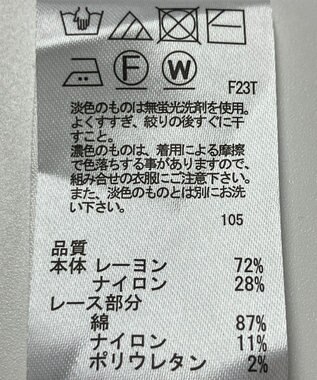 F W
F23T
淡色のものは無蛍光洗剤を使用。
よくすすぎ、絞りの後すぐに干
すこと。
濃色のものは、着用による摩擦
で色落ちする事がありますので、
組み合せの衣服にご注意下さい。
また、淡色のものとは別にお洗
い下さい。
105
品質
本体 レーヨン 72%
ナイロン 28%
レース部分
綿 87%
ナイロン 11%
ポリウレタン 2%